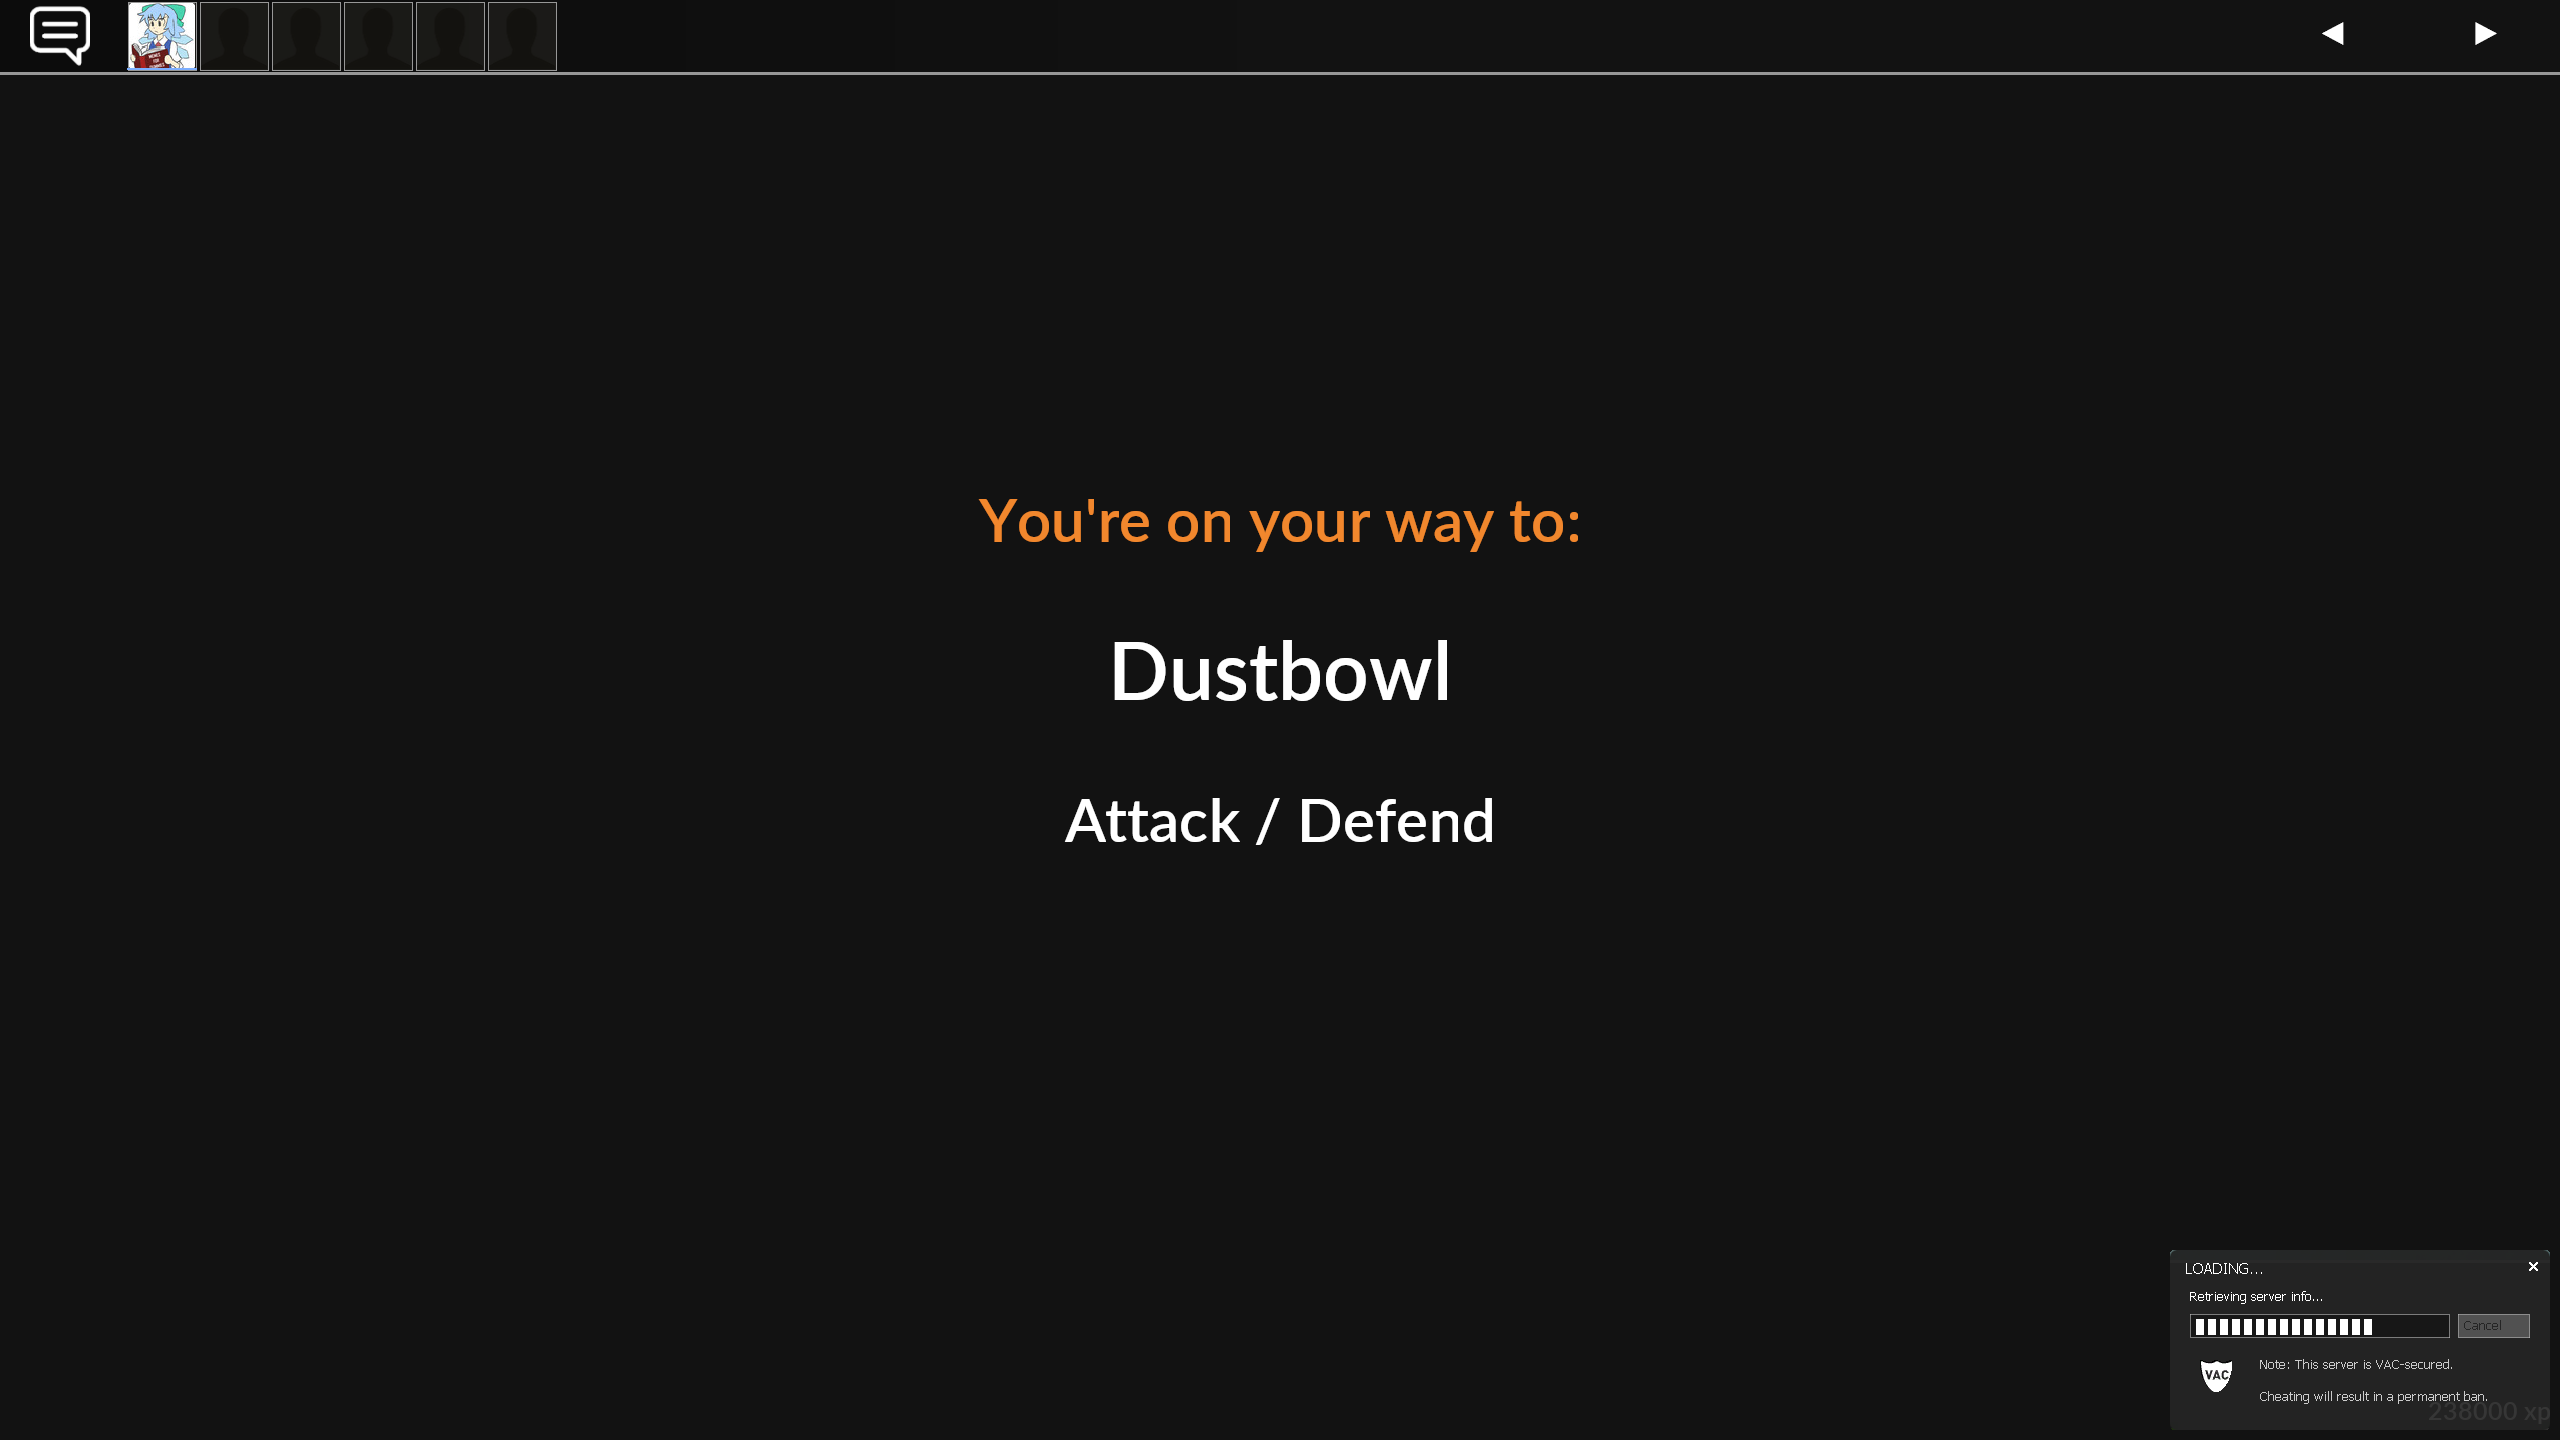 You're on your way to:
Dustbowl
Attack / Defend
LOADING...
Retrieving server info...
Cancel
VAC
Note: This server is VAC-secured.
Cheating will result in a permanent ban.
238000 xp